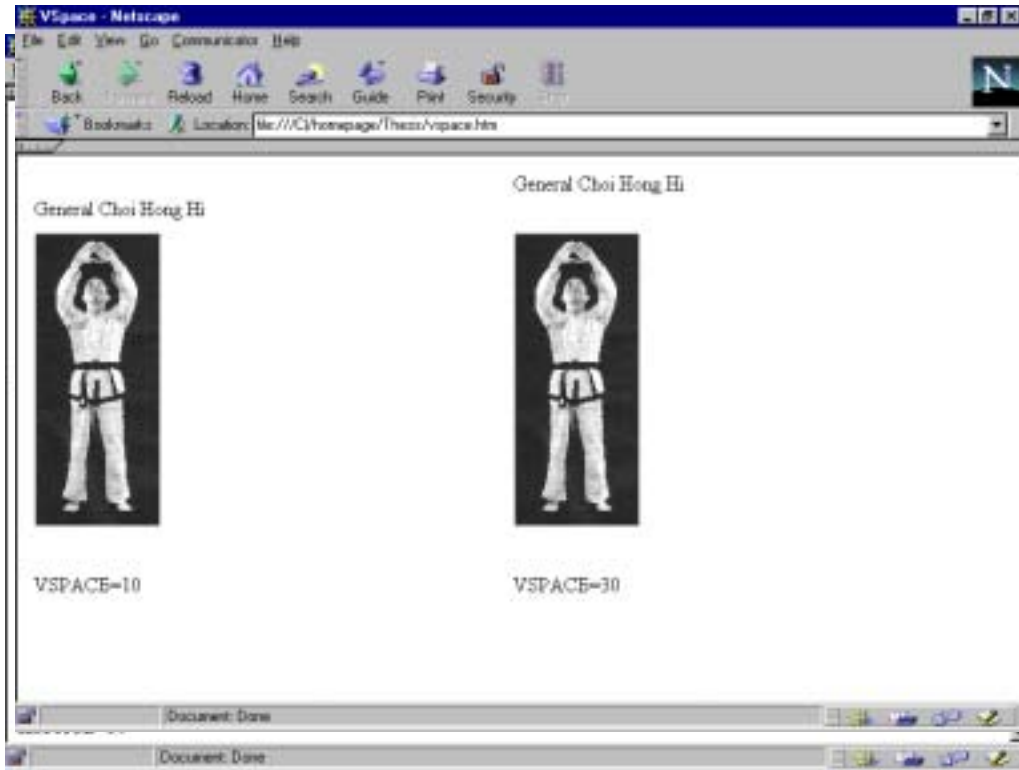 VSpace - Netscape
File Edit View Go Communicator Help
Back Reload Home Search Guide Print Security
N
Bookmarks Location: file:///C|/homepage/Thesis/vspace.htm
General Choi Hong Hi
General Choi Hong Hi
VSPACE=10
VSPACE=30
Document: Done
Document: Done